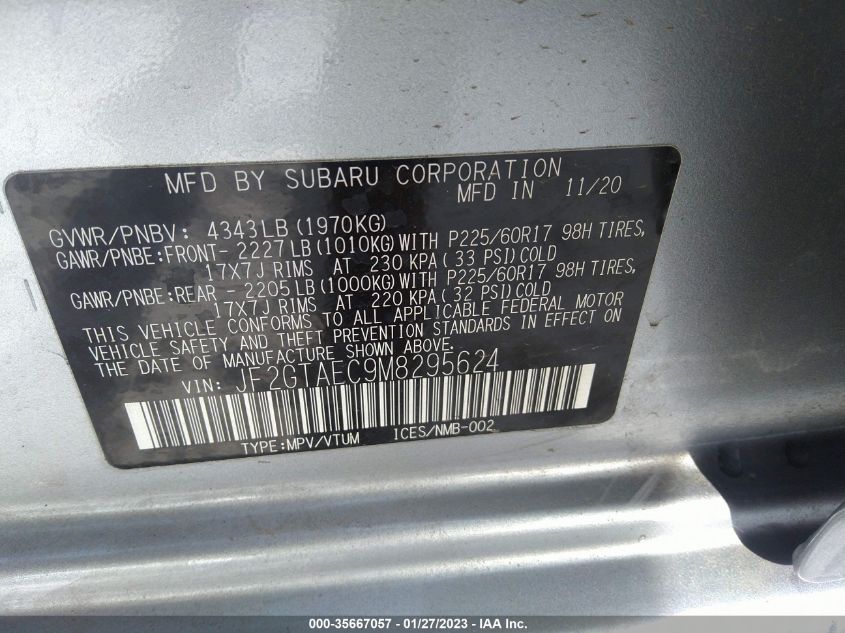 MFD BY SUBARU CORPORATION
MFD IN 11/20
GVWR/PNBV: 4343LB (1970KG)
GAWR/PNBE:FRONT- 2227LB(1010KG)WITH P225/60R17 98H TIRES,
17X7J RIMS AT 230 KPA(33 PSI)COLD
GAWR/PNBE:REAR - 2205LB(1000KG)WITH P225/60R17 98H TIRES,
17X7J RIMS AT 220 KPA(32 PSI)COLD
THIS VEHICLE CONFORMS TO ALL APPLICABLE FEDERAL MOTOR
VEHICLE SAFETY AND THEFT PREVENTION STANDARDS IN EFFECT ON
THE DATE OF MANUFACTURE SHOWN ABOVE.
VIN: JF2GTAEC9M8295624
TYPE:MPV/VTUM ICES/NMB-002
000-35667057 — 01/27/2023 — IAA Inc.